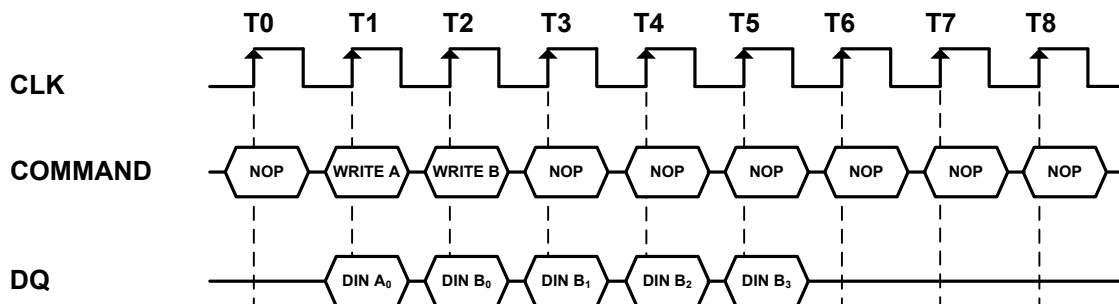 T0 T1 T2 T3 T4 T5 T6 T7 T8
CLK
COMMAND NOP WRITE A WRITE B NOP NOP NOP NOP NOP NOP
DQ DIN A₀ DIN B₀ DIN B₁ DIN B₂ DIN B₃